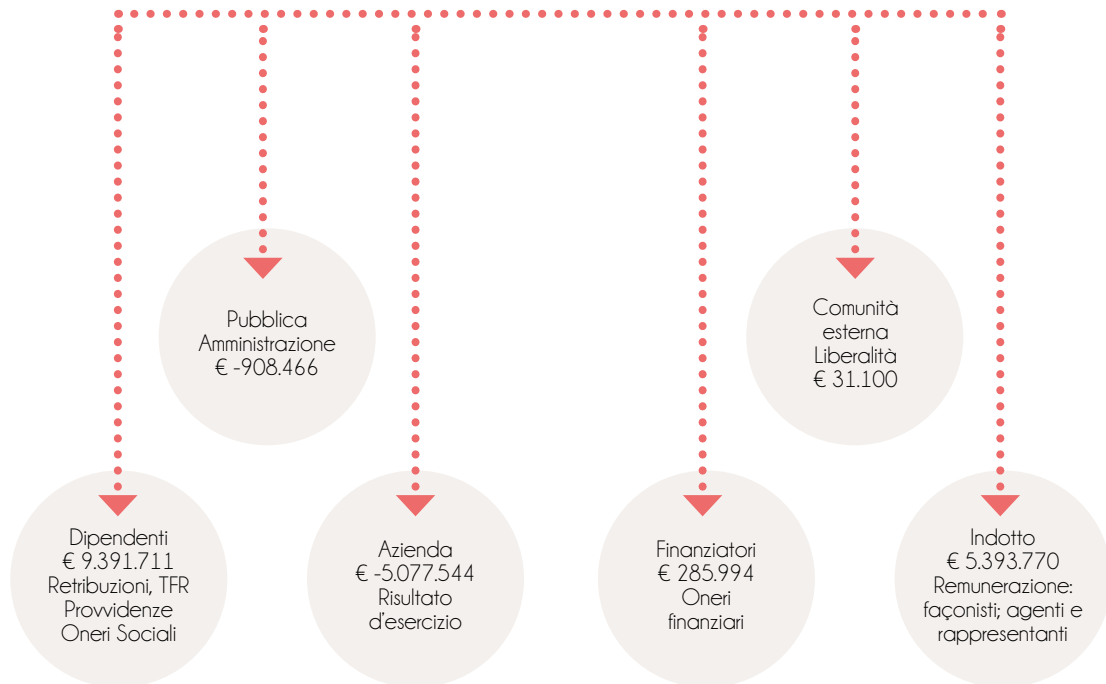 Pubblica
Amministrazione
€ -908.466
Comunità
esterna
Liberalità
€ 31.100
Dipendenti
€ 9.391.711
Retribuzioni, TFR
Provvidenze
Oneri Sociali
Azienda
€ -5.077.544
Risultato
d'esercizio
Finanziatori
€ 285.994
Oneri
finanziari
Indotto
€ 5.393.770
Remunerazione:
façonisti; agenti e
rappresentanti